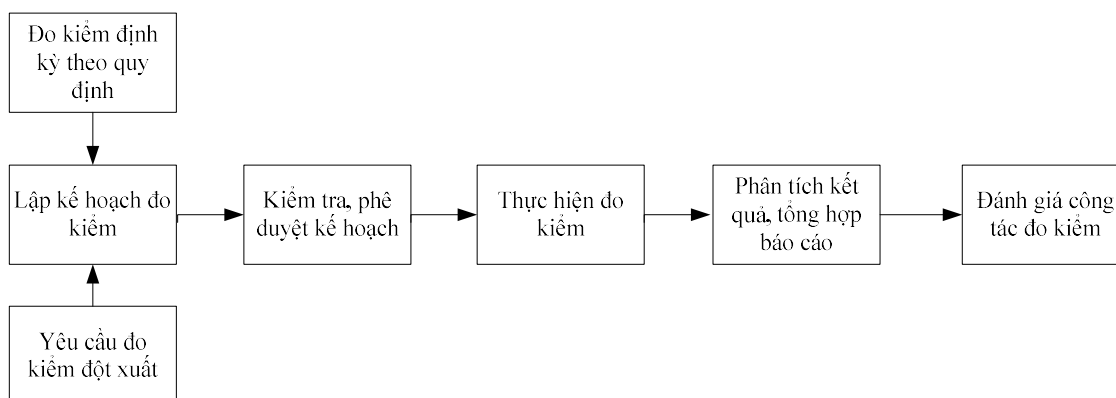 Đo kiểm định
kỳ theo quy
định
Lập kế hoạch đo
kiểm
Kiểm tra, phê
duyệt kế hoạch
Thực hiện đo
kiểm
Phân tích kết
quả, tổng hợp
báo cáo
Đánh giá công
tác đo kiểm
Yêu cầu đo
kiểm đột xuất